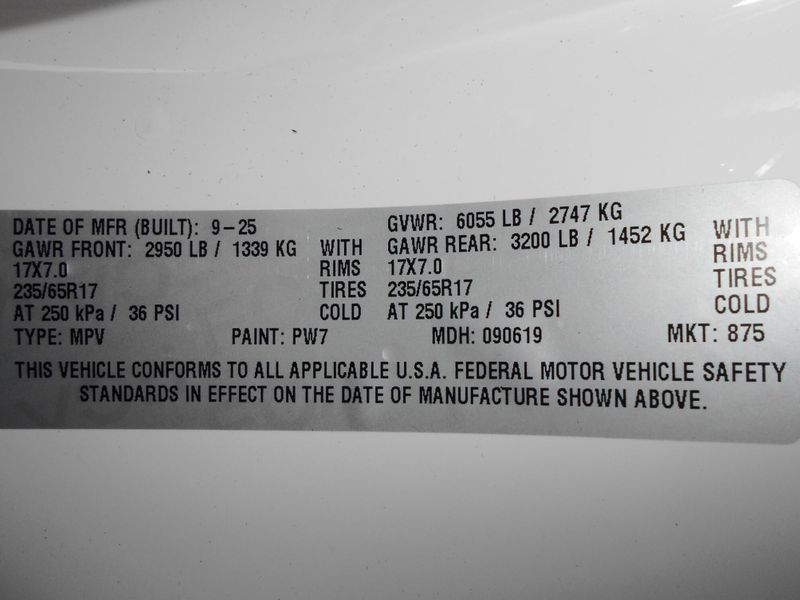 DATE OF MFR (BUILT): 9-25 GVWR: 6055 LB / 2747 KG
GAWR FRONT: 2950 LB / 1339 KG WITH GAWR REAR: 3200 LB / 1452 KG WITH
17X7.0 RIMS 17X7.0 RIMS
235/65R17 TIRES 235/65R17 TIRES
AT 250 kPa / 36 PSI COLD AT 250 kPa / 36 PSI COLD
TYPE: MPV PAINT: PW7 MDH: 090619 MKT: 875
THIS VEHICLE CONFORMS TO ALL APPLICABLE U.S.A. FEDERAL MOTOR VEHICLE SAFETY
STANDARDS IN EFFECT ON THE DATE OF MANUFACTURE SHOWN ABOVE.